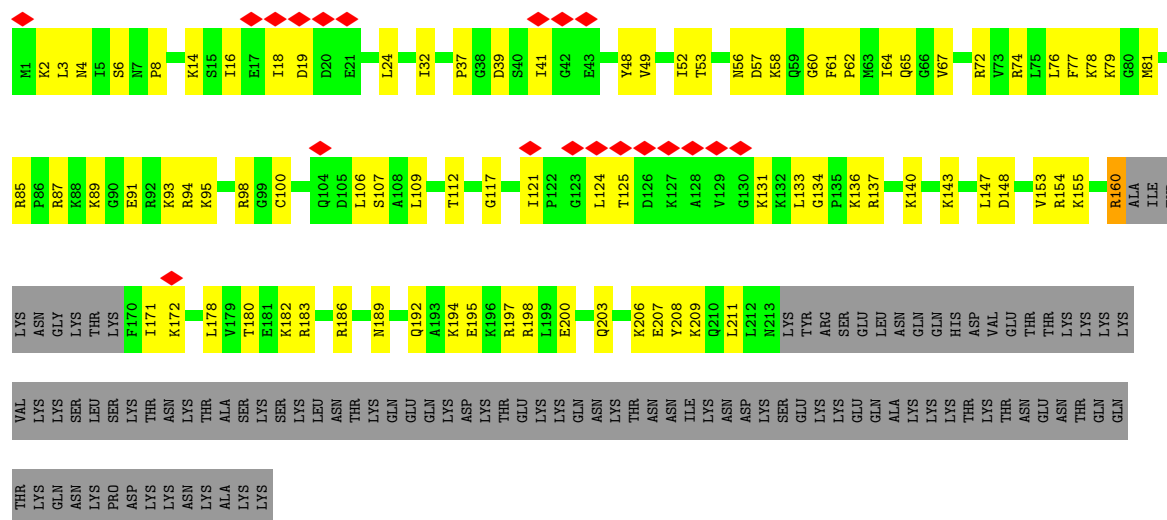 M1 K2 L3 N4 I5 S6 N7 P8 K14 S15 I16 E17 I18 D19 D20 E21 L24 I32 P37 G38 D39 S40 I41 G42 E43 Y48 V49 I52 T53 N56 D57 K58 Q59 G60 F61 P62 M63 I64 Q65 G66 V67 R72 V73 R74 L75 L76 F77 K78 K79 G80 M81
R85 P86 R87 K88 K89 G90 E91 R92 K93 R94 K95 R98 G99 C100 Q104 D105 L106 S107 A108 L109 T112 G117 I121 P122 G123 L124 T125 D126 K127 A128 V129 G130 K131 K132 L133 G134 P135 K136 R137 K140 K143 L147 D148 V153 R154 K155 R160 ALA ILE
LYS ASN GLY LYS THR LYS F170 I171 K172 L178 V179 T180 E181 K182 R183 R186 N189 Q192 A193 K194 E195 K196 R197 R198 L199 E200 Q203 K206 E207 Y208 K209 Q210 L211 L212 N213 LYS TYR ARG SER GLU LEU ASN GLN GLN HIS ASP VAL GLU THR THR LYS LYS LYS LYS
VAL LYS LYS SER LEU SER LYS THR ASN LYS THR ALA SER LYS SER LYS LEU ASN THR LYS GLN GLU GLN LYS ASP LYS THR GLU LYS LYS GLN ASN LYS THR ASN ASN ILE LYS ASN ASP LYS SER GLU LYS LYS GLU GLN ALA LYS LYS LYS THR LYS THR ASN GLU ASN THR GLN GLN
THR LYS GLN ASN LYS PRO ASP LYS LYS ASN LYS ALA LYS LYS